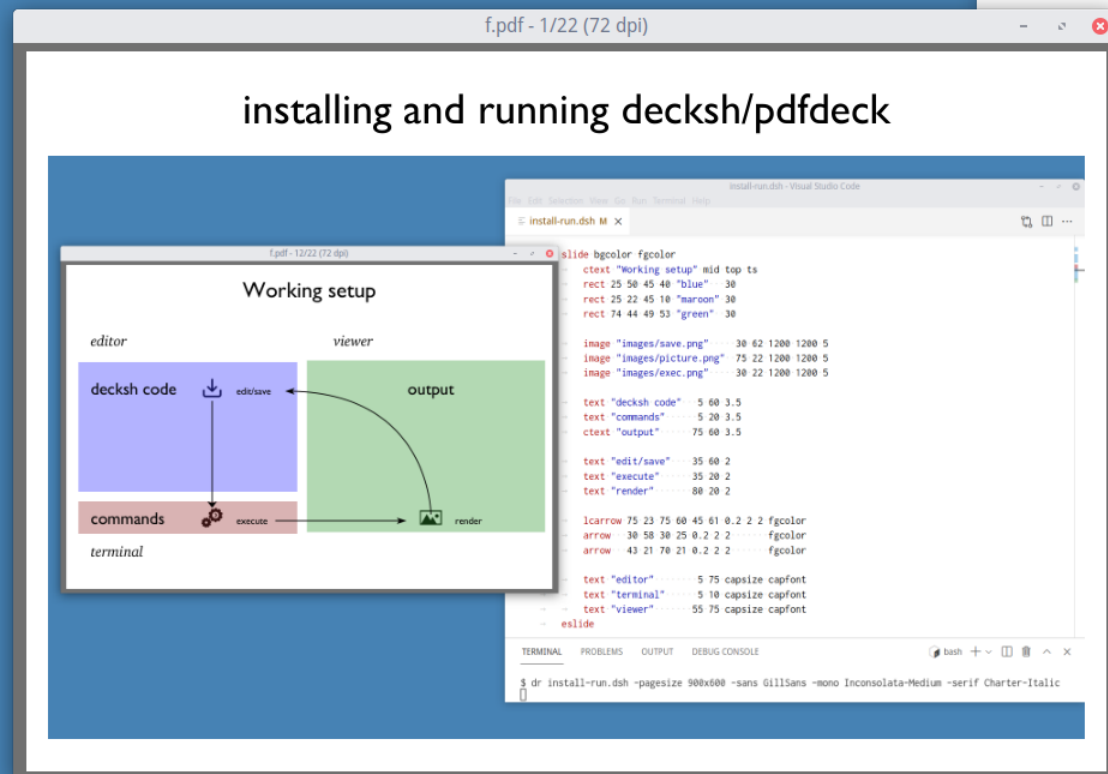 f.pdf - 1/22 (72 dpi)
installing and running decksh/pdfdeck
install-run.dsh - Visual Studio Code
File Edit Selection View Go Run Terminal Help
install-run.dsh M
f.pdf - 12/22 (72 dpi)
Working setup
editor
viewer
decksh code
edit/save
output
commands
execute
render
terminal
slide bgcolor fgcolor
ctext "Working setup" mid top ts
rect 25 50 45 40 "blue" 30
rect 25 22 45 10 "maroon" 30
rect 74 44 49 53 "green" 30
image "images/save.png" 30 62 1200 1200 5
image "images/picture.png" 75 22 1200 1200 5
image "images/exec.png" 30 22 1200 1200 5
text "decksh code" 5 60 3.5
text "commands" 5 20 3.5
ctext "output" 75 60 3.5
text "edit/save" 35 60 2
text "execute" 35 20 2
text "render" 80 20 2
lcarrow 75 23 75 60 45 61 0.2 2 2 fgcolor
arrow 30 58 30 25 0.2 2 2 fgcolor
arrow 43 21 70 21 0.2 2 2 fgcolor
text "editor" 5 75 capsize capfont
text "terminal" 5 10 capsize capfont
text "viewer" 55 75 capsize capfont
eslide
TERMINAL PROBLEMS OUTPUT DEBUG CONSOLE
bash
$ dr install-run.dsh -pagesize 900x600 -sans GillSans -mono Inconsolata-Medium -serif Charter-Italic